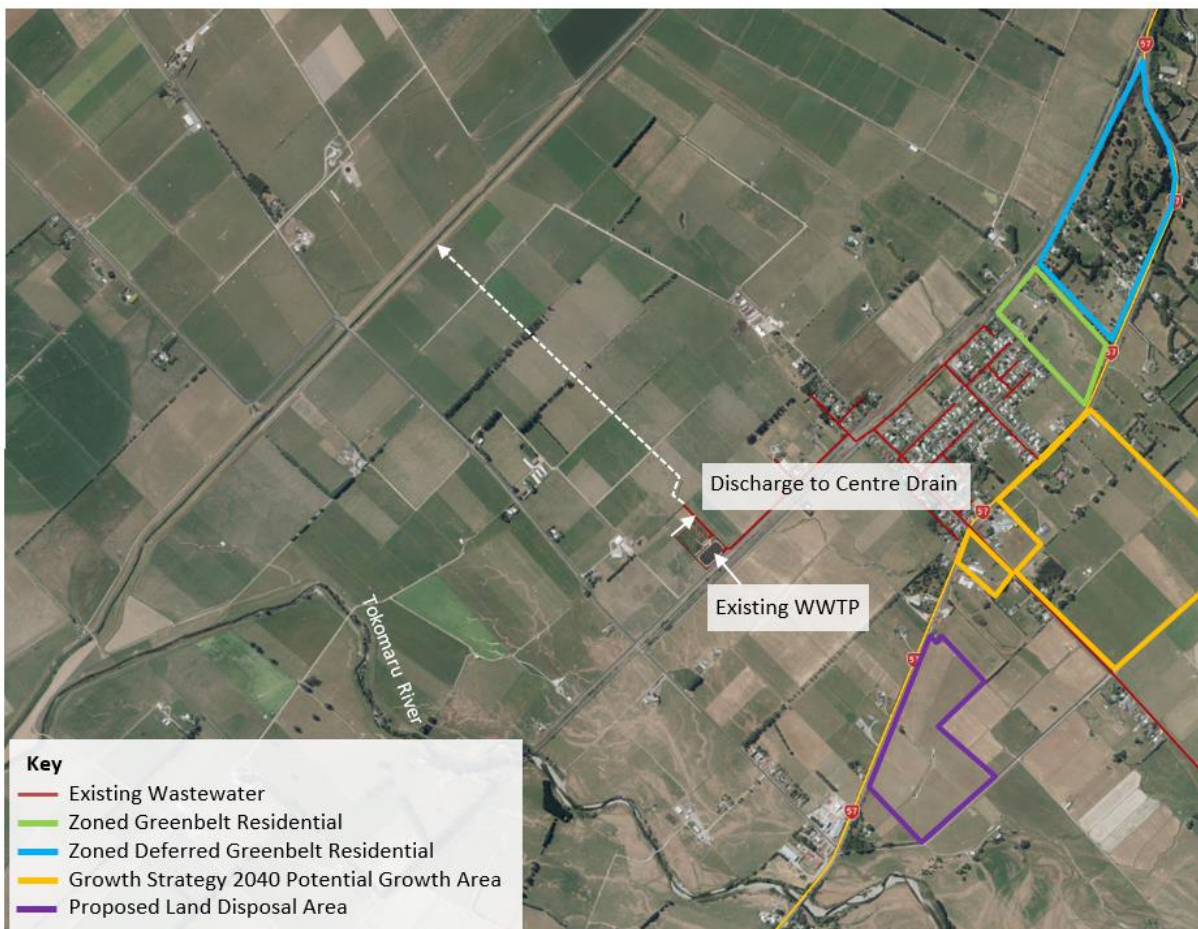 57
57
57
Discharge to Centre Drain
57
Existing WWTP
57
Tokomaru River
57
Key
Existing Wastewater
Zoned Greenbelt Residential
Zoned Deferred Greenbelt Residential
Growth Strategy 2040 Potential Growth Area
Proposed Land Disposal Area